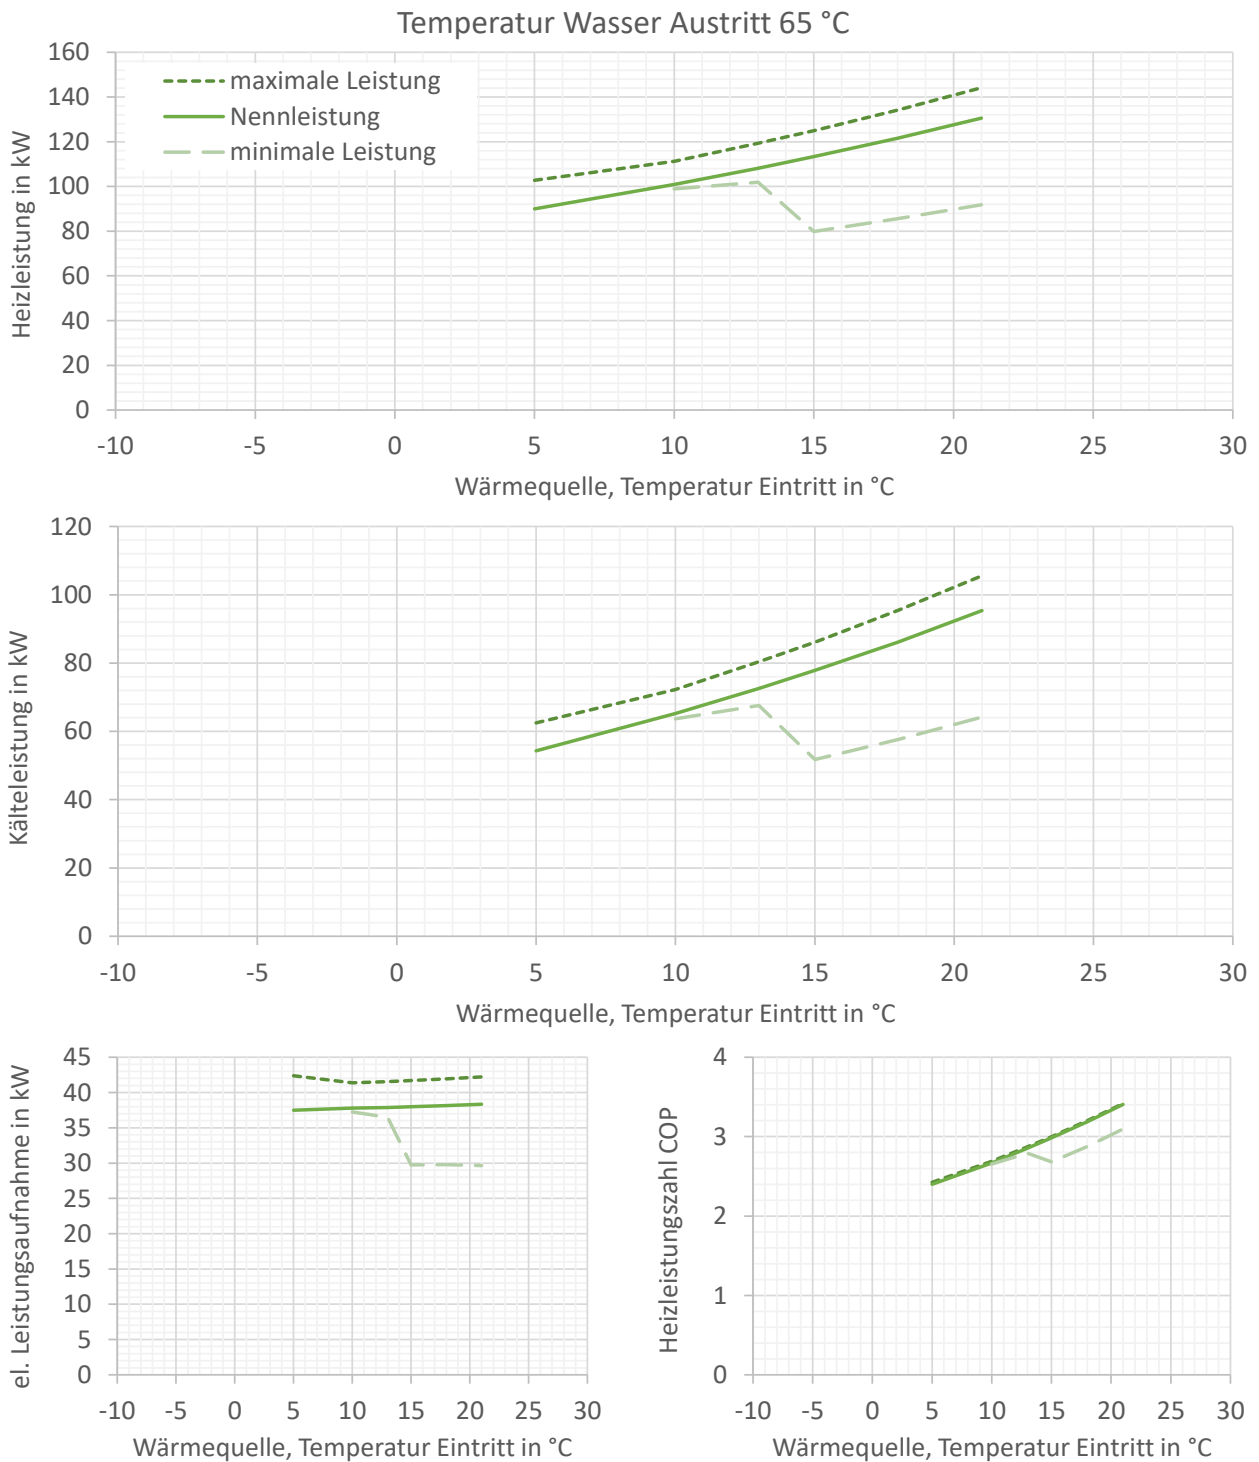 Temperatur Wasser Austritt 65 °C
160
140
120
100
80
60
40
20
0
Heizleistung in kW
maximale Leistung
Nennleistung
minimale Leistung
-10 -5 0 5 10 15 20 25 30
Wärmequelle, Temperatur Eintritt in °C
120
100
80
60
40
20
0
Kälteleistung in kW
-10 -5 0 5 10 15 20 25 30
Wärmequelle, Temperatur Eintritt in °C
45
40
35
30
25
20
15
10
5
0
el. Leistungsaufnahme in kW
-10 -5 0 5 10 15 20 25 30
Wärmequelle, Temperatur Eintritt in °C
4
3
2
1
0
Heizleistungszahl COP
-10 -5 0 5 10 15 20 25 30
Wärmequelle, Temperatur Eintritt in °C